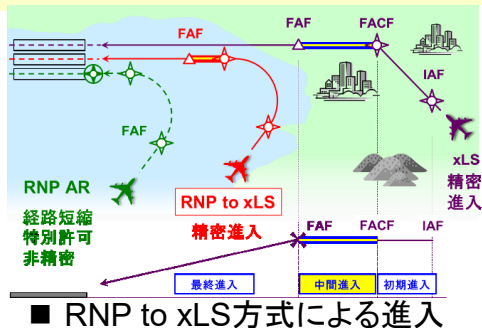 FAF
FAF
FACF
IAF
FAF
xLS
精密
進入
RNP AR
経路短縮
特別許可
非精密
RNP to xLS
精密進入
FAF
FACF
IAF
最終進入
中間進入
初期進入
■ RNP to xLS方式による進入